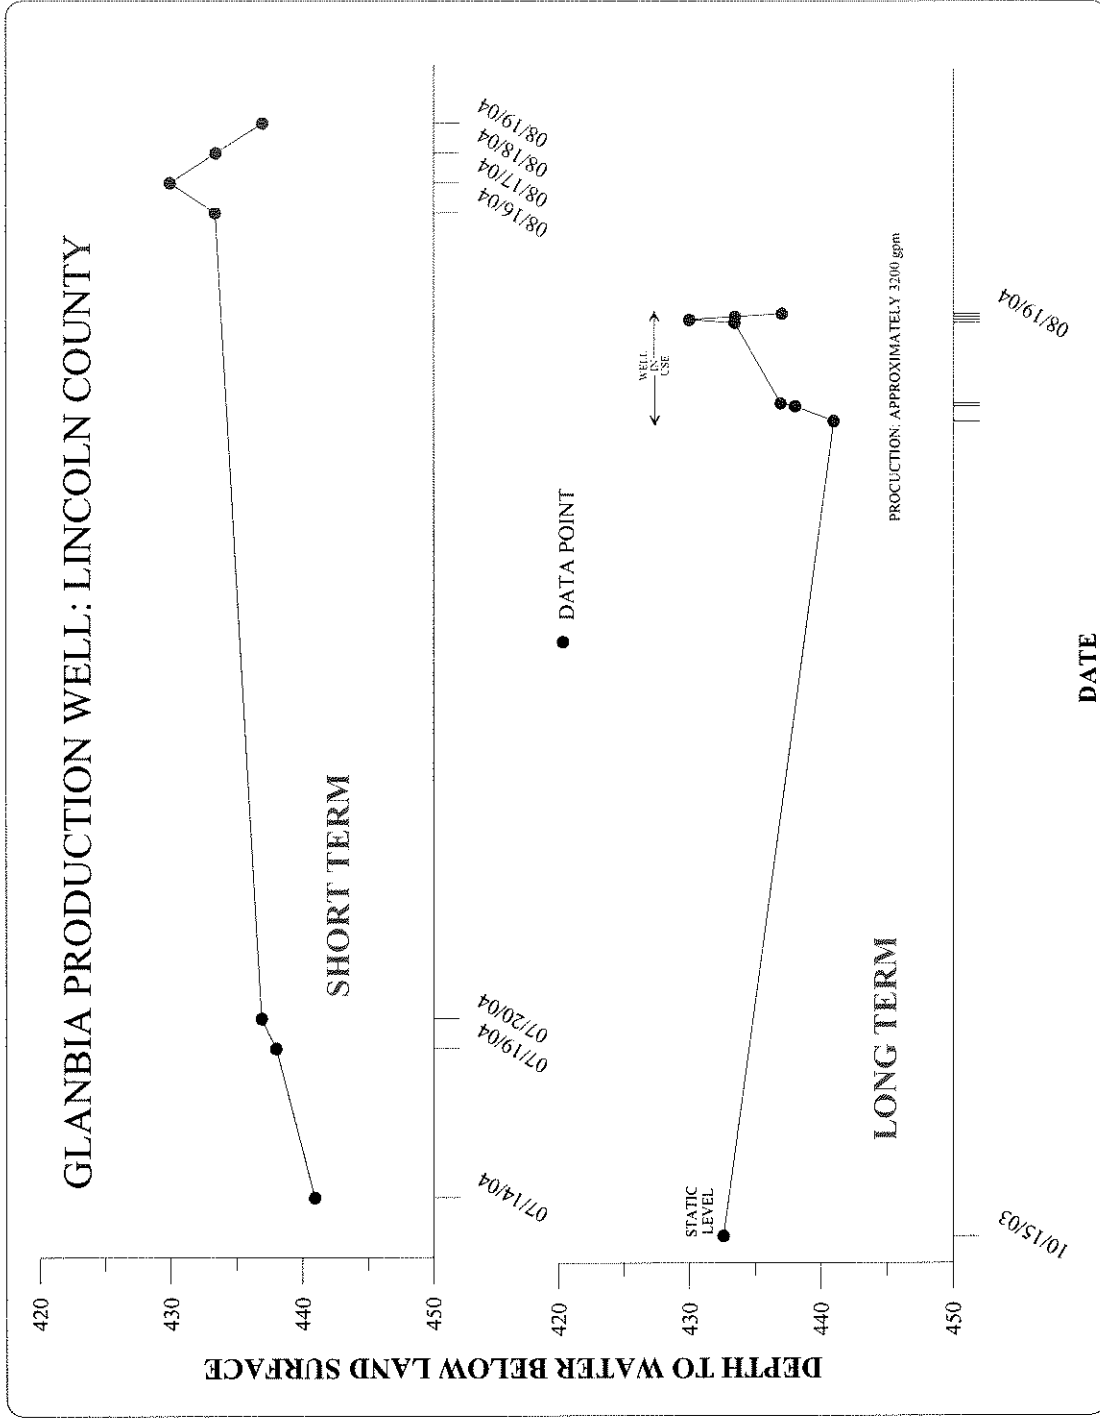 GLANBIA PRODUCTION WELL: LINCOLN COUNTY
420
430
440
450
SHORT TERM
07/14/04
07/19/04
07/20/04
08/16/04
08/17/04
08/18/04
08/19/04
DEPTH TO WATER BELOW LAND SURFACE
DATA POINT
420
430
440
450
STATIC
LEVEL
WELL
IN
USE
LONG TERM
PROCUCTION: APPROXIMATELY 3200 gpm
10/15/03
08/19/04
DATE